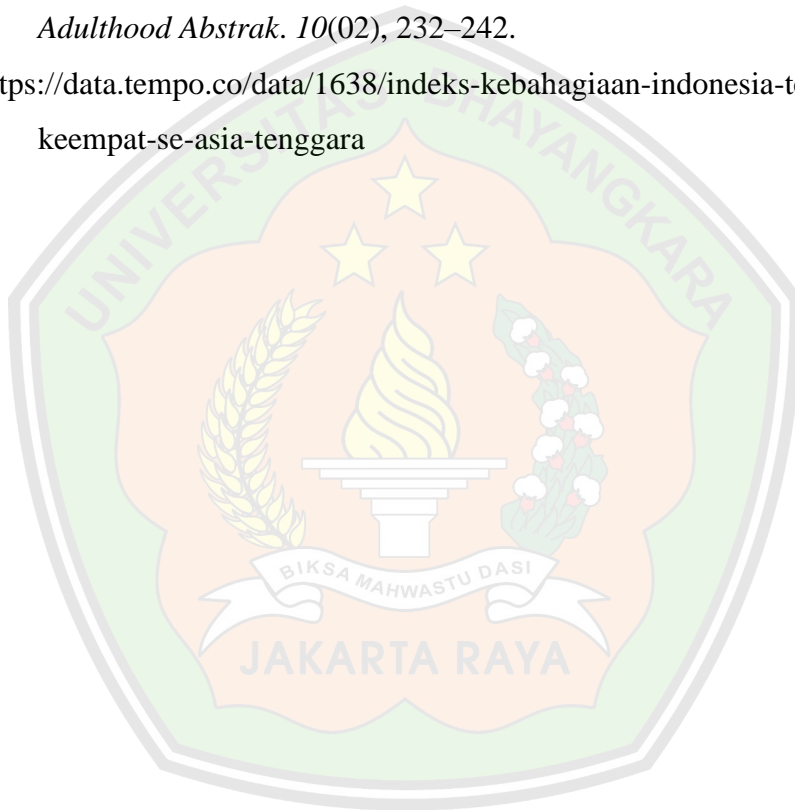 Adulthood Abstrak. 10(02), 232–242.
tps://data.tempo.co/data/1638/indeks-kebahagiaan-indonesia-t
keempat-se-asia-tenggara
UNIVERSITAS BHAYANGKARA
BIKSA MAHWASTU DASI
JAKARTA RAYA